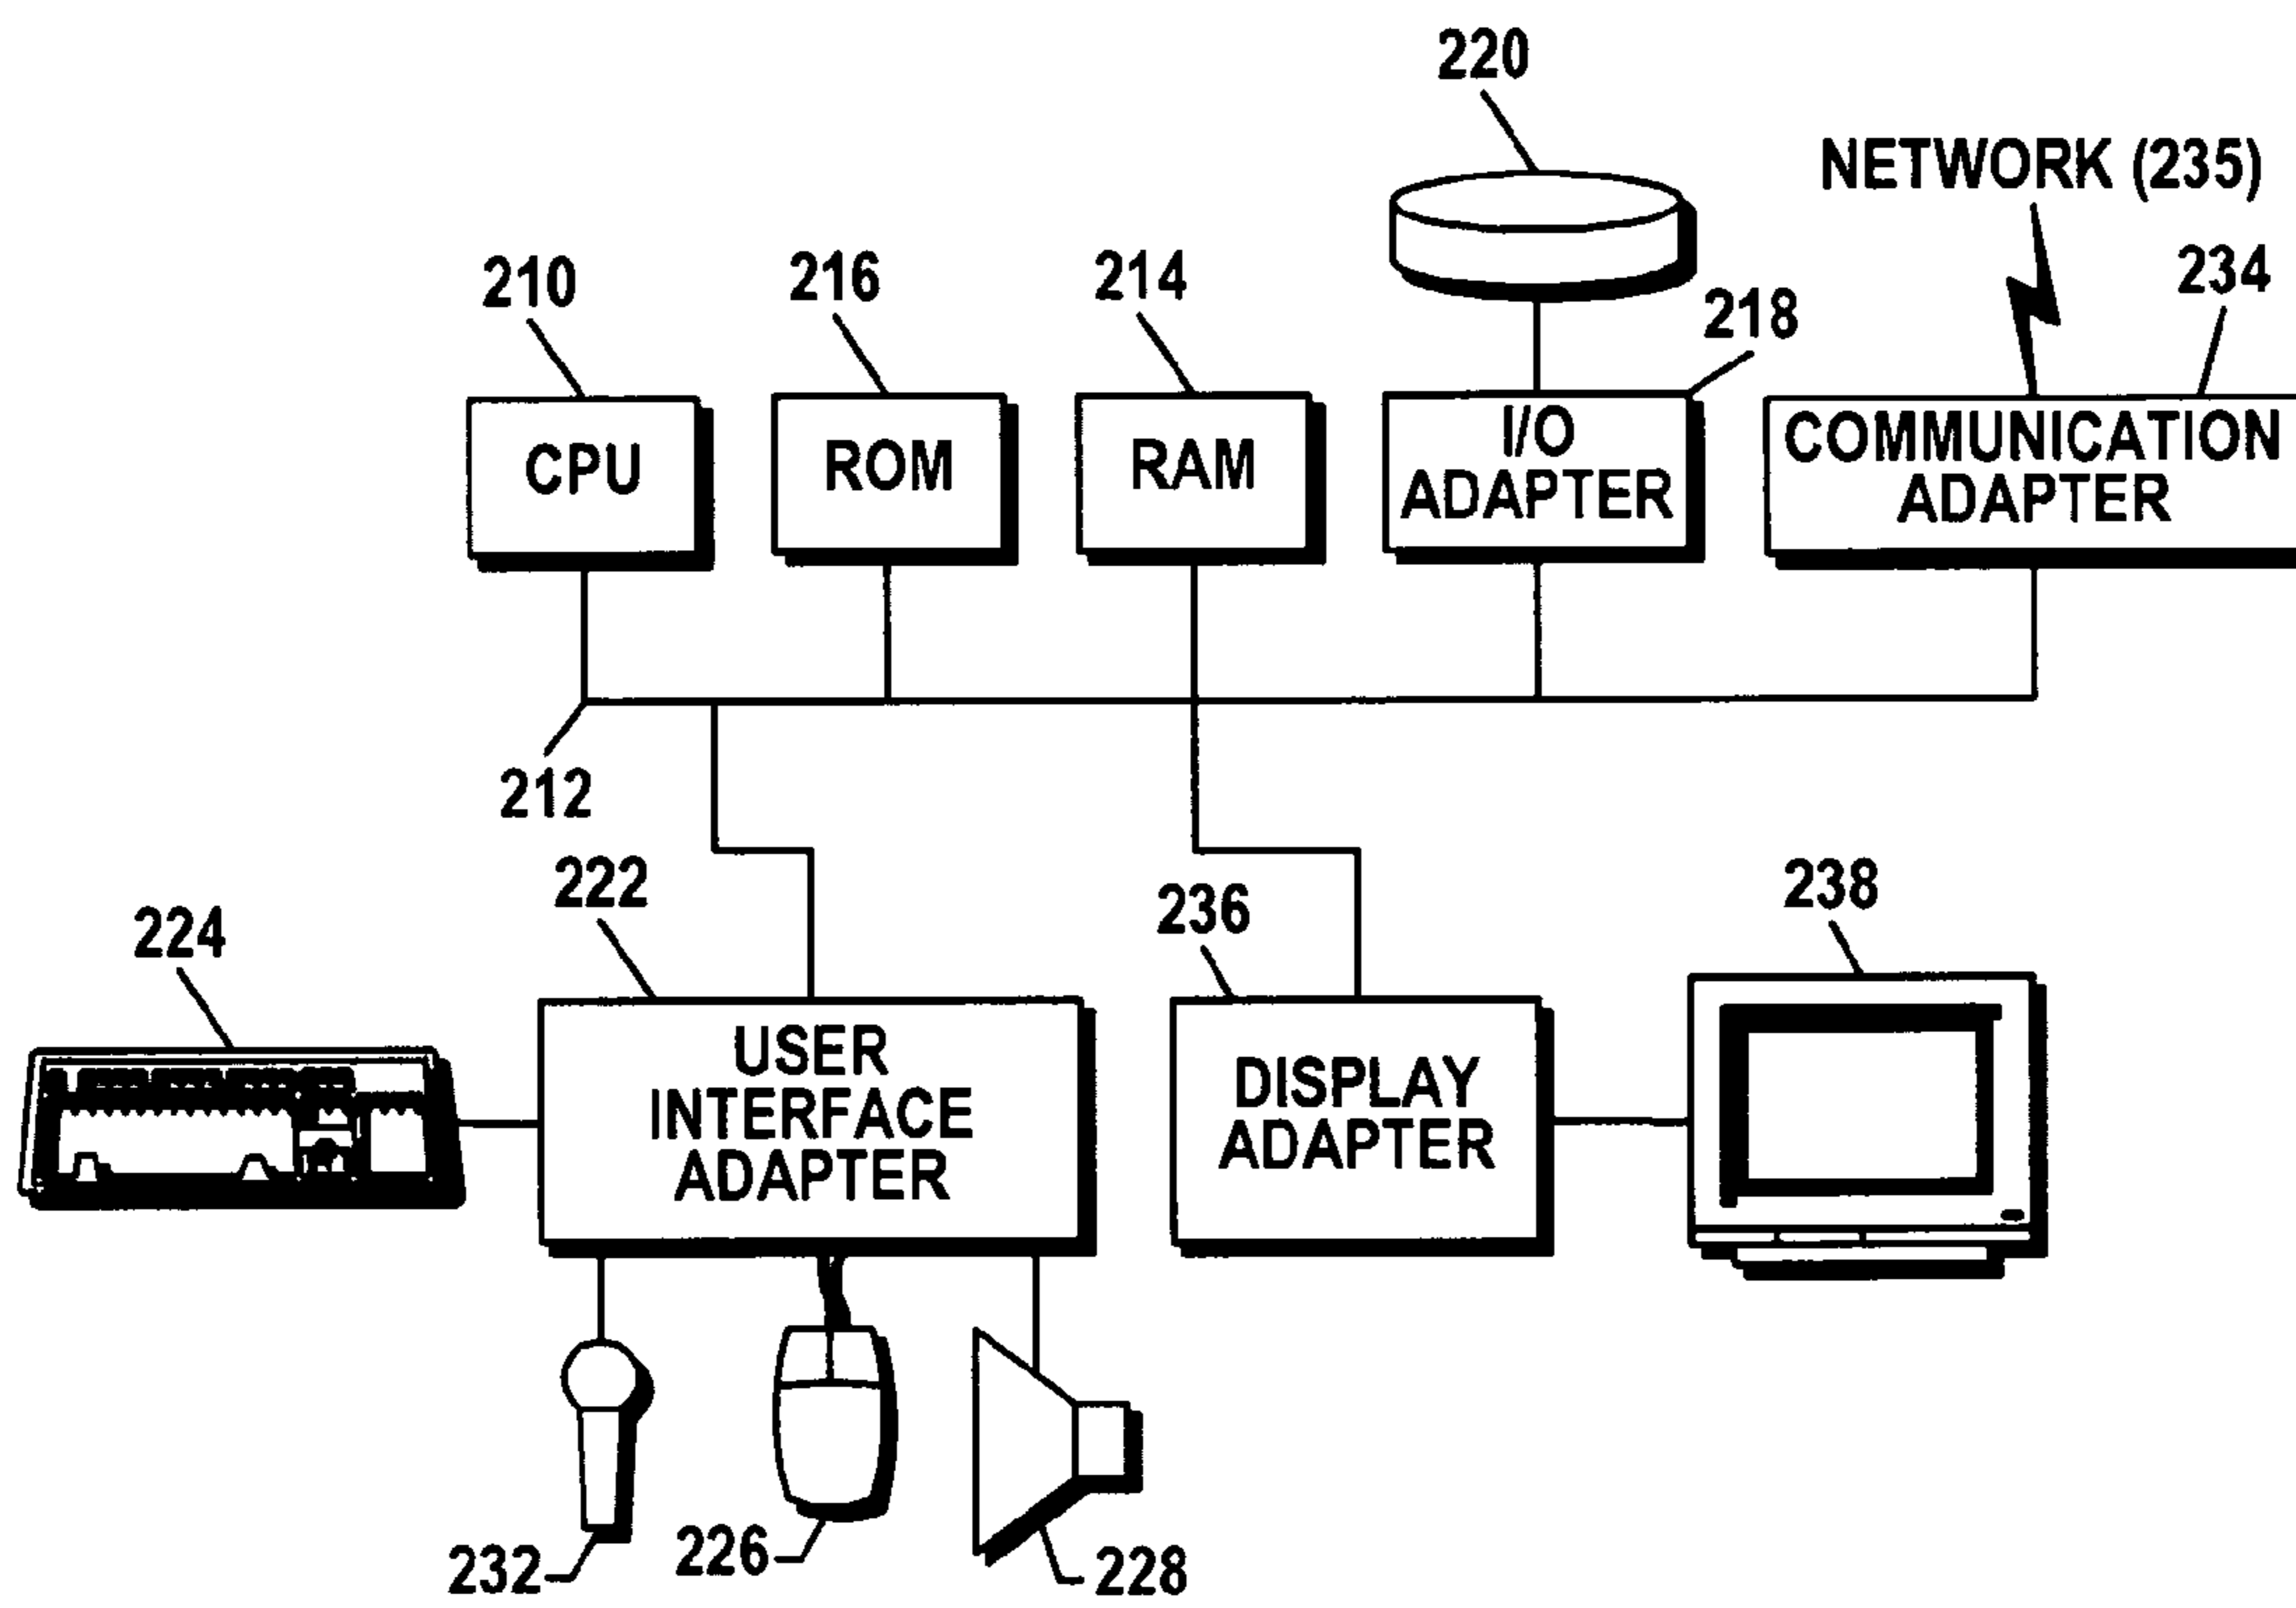 220
NETWORK (235)
210
216
214
218
234
CPU
ROM
RAM
I/O
ADAPTER
COMMUNICATION
ADAPTER
212
222
224
236
238
USER
INTERFACE
ADAPTER
DISPLAY
ADAPTER
232
226
228